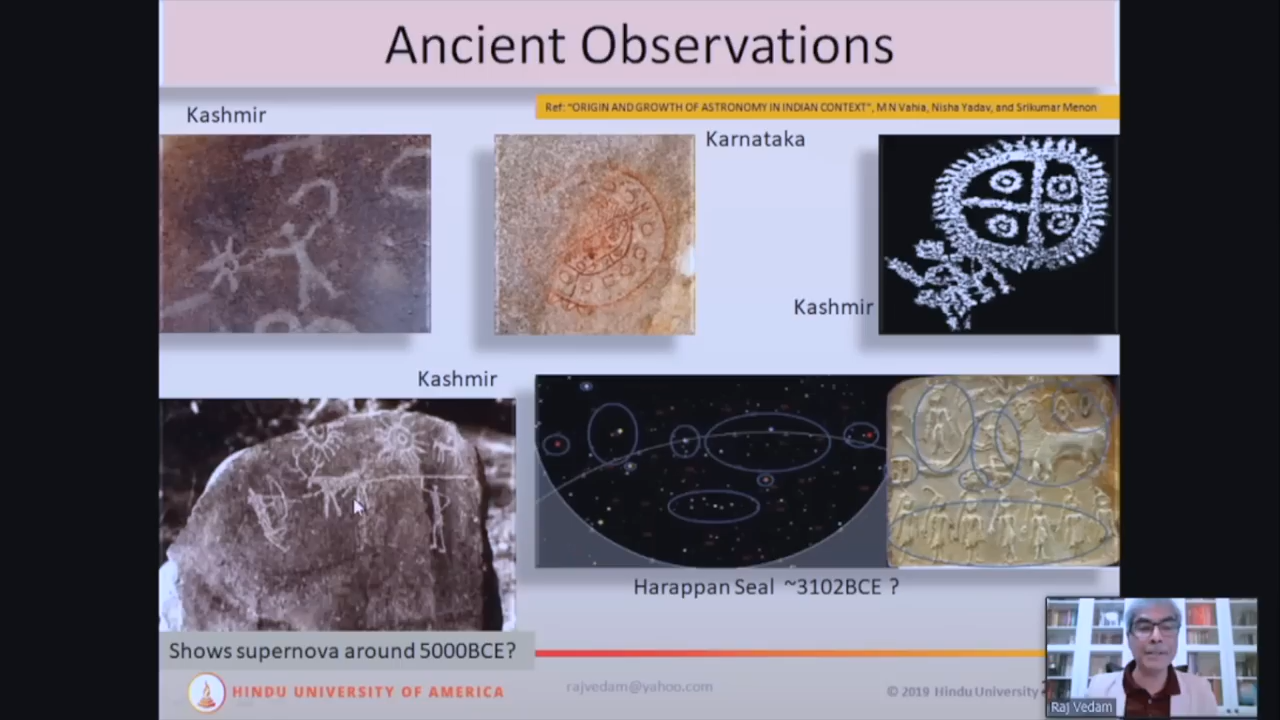 Ancient Observations
Kashmir
Ref: "ORIGIN AND GROWTH OF ASTRONOMY IN INDIAN CONTEXT", M N Vahia, Nisha Yadav, and Srikumar Menon
Karnataka
Kashmir
Kashmir
Harappan Seal ~3102BCE ?
Shows supernova around 5000BCE?
HINDU UNIVERSITY OF AMERICA
rajvedam@yahoo.com
© 2019 Hindu University
Raj Vedam